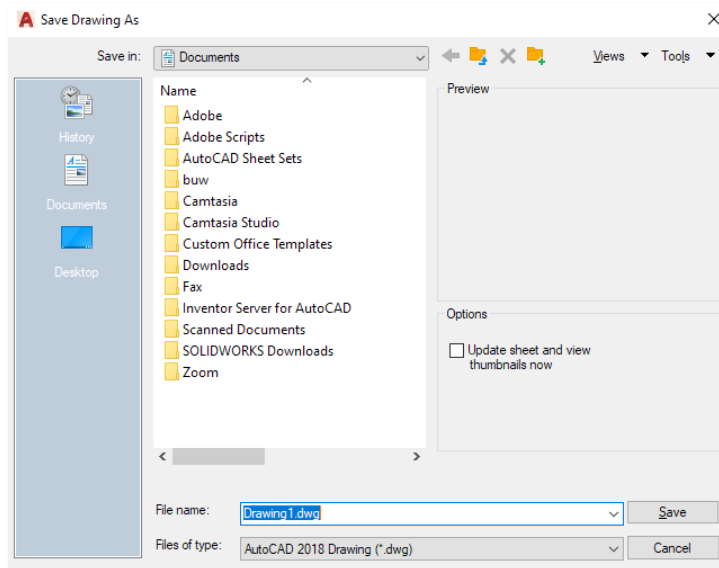 Save Drawing As
Save in: Documents Views Tools
History
Documents
Desktop
Name
Adobe
Adobe Scripts
AutoCAD Sheet Sets
buw
Camtasia
Camtasia Studio
Custom Office Templates
Downloads
Fax
Inventor Server for AutoCAD
Scanned Documents
SOLIDWORKS Downloads
Zoom
Preview
Options
Update sheet and view
thumbnails now
File name: Drawing1.dwg Save
Files of type: AutoCAD 2018 Drawing (*.dwg) Cancel